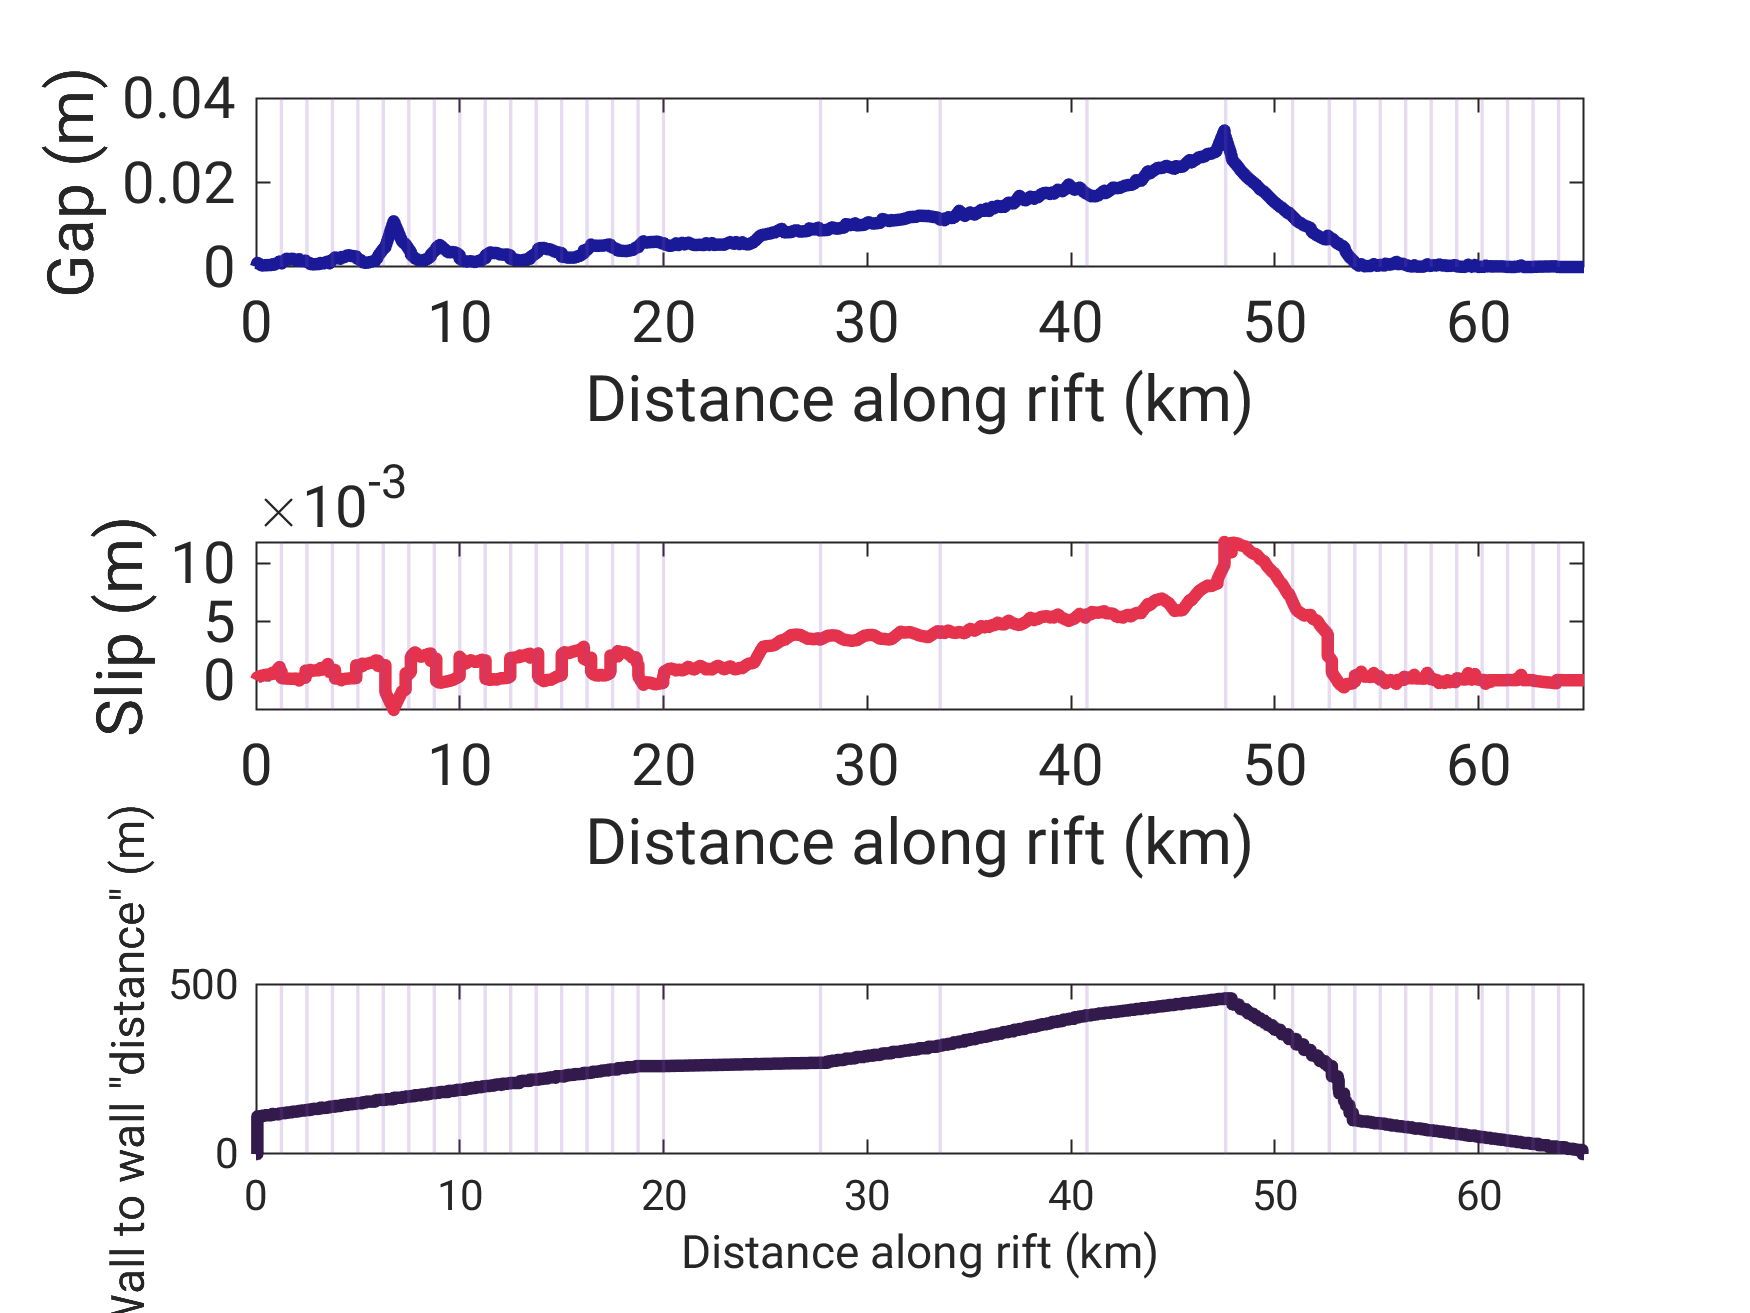 Gap (m)
0.04
0.02
0
0 10 20 30 40 50 60
Distance along rift (km)
×10-3
Slip (m)
10
5
0
0 10 20 30 40 50 60
Distance along rift (km)
Wall to wall "distance" (m)
500
0
0 10 20 30 40 50 60
Distance along rift (km)